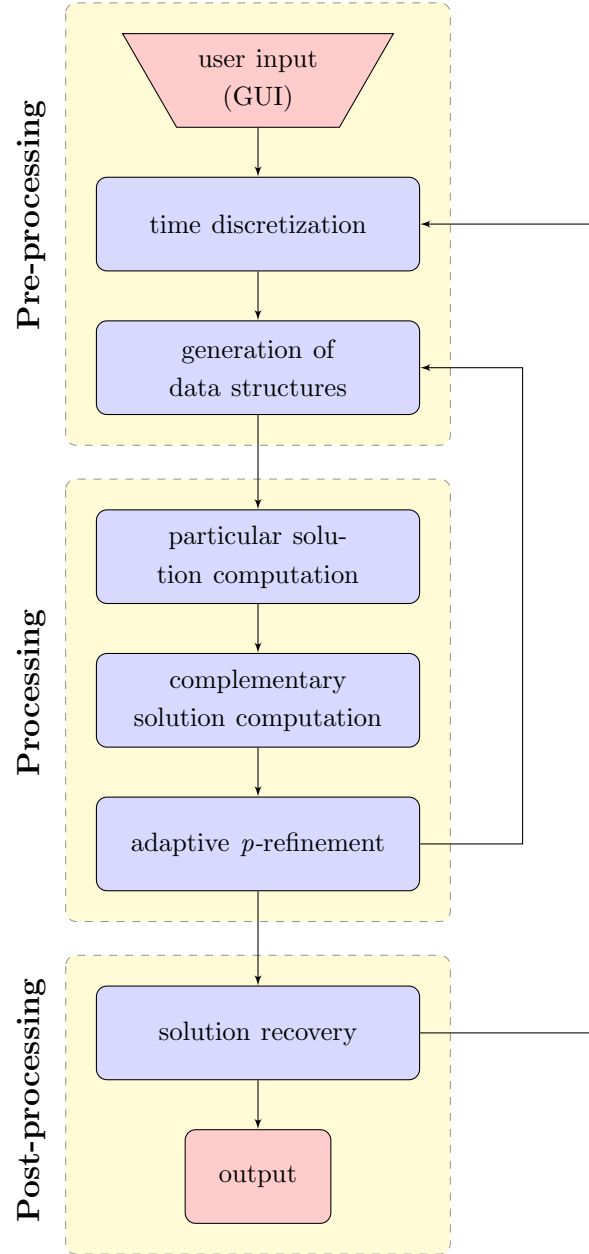 Pre-processing
user input
(GUI)
time discretization
generation of
data structures
Processing
particular solu-
tion computation
complementary
solution computation
adaptive p-refinement
Post-processing
solution recovery
output